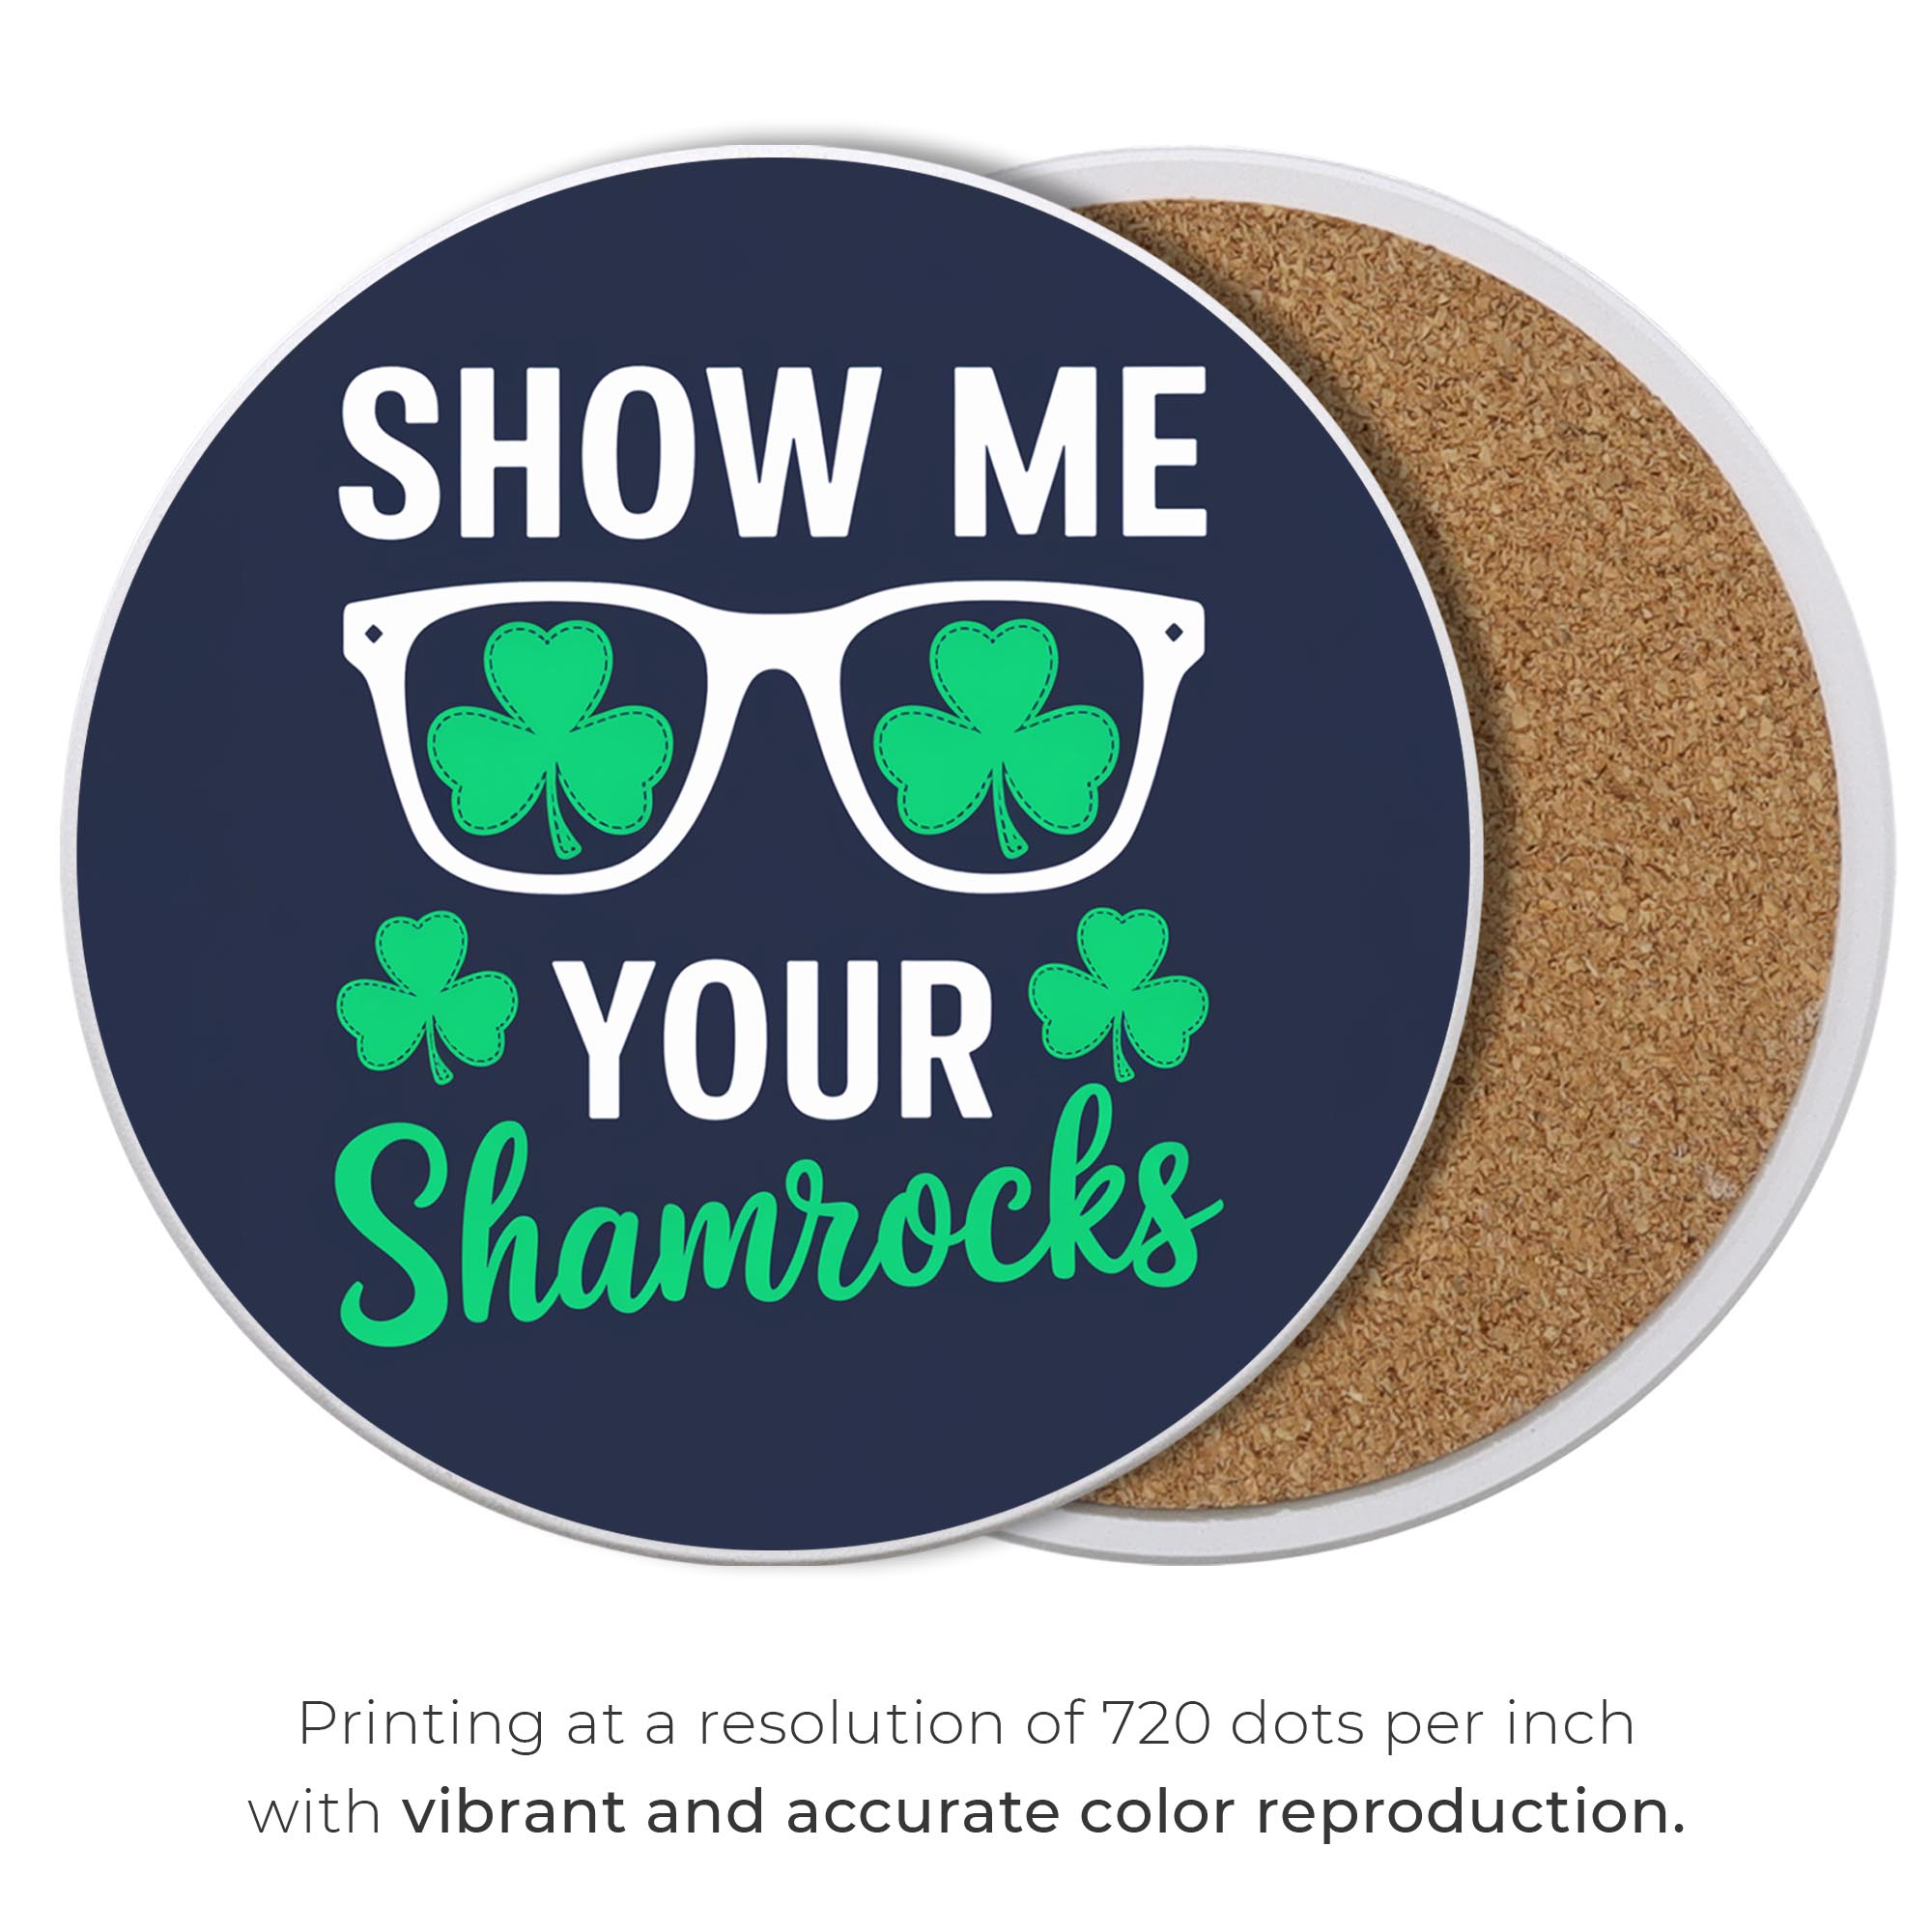 SHOW ME
YOUR
Shamrocks
Printing at a resolution of 720 dots per inch
with vibrant and accurate color reproduction.